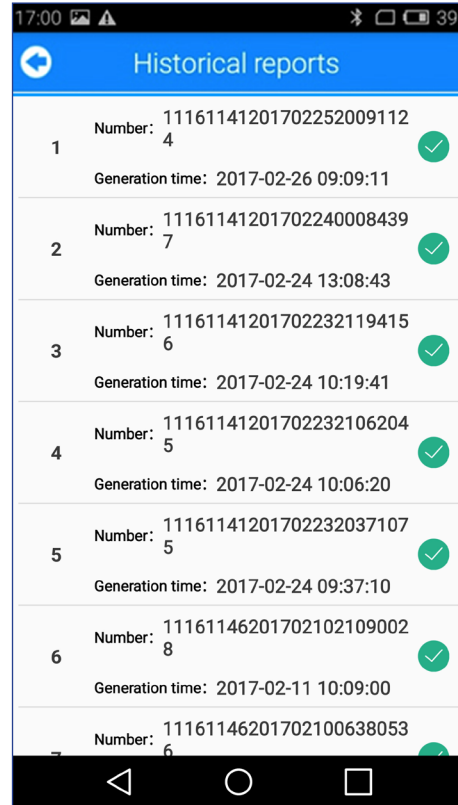 17:00 39
Historical reports
1
Number: 11161141201702252009112
4
Generation time: 2017-02-26 09:09:11
2
Number: 11161141201702240008439
7
Generation time: 2017-02-24 13:08:43
3
Number: 11161141201702232119415
6
Generation time: 2017-02-24 10:19:41
4
Number: 11161141201702232106204
5
Generation time: 2017-02-24 10:06:20
5
Number: 11161141201702232037107
5
Generation time: 2017-02-24 09:37:10
6
Number: 11161146201702102109002
8
Generation time: 2017-02-11 10:09:00
Number: 11161146201702100638053
6